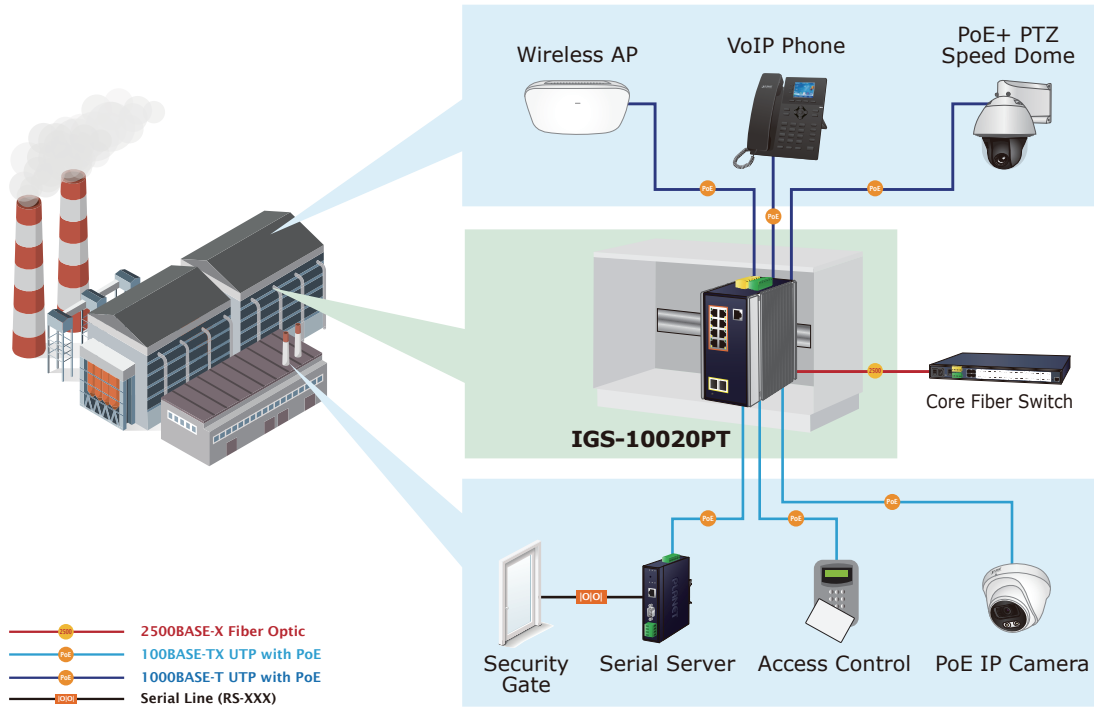 Wireless AP
VoIP Phone
PoE+ PTZ
Speed Dome
PoE
PoE
PoE
2500
Core Fiber Switch
IGS-10020PT
PoE
PoE
PoE
|O|O|
PLANET
Security
Gate
Serial Server
Access Control
PoE IP Camera
2500
2500BASE-X Fiber Optic
PoE
100BASE-TX UTP with PoE
PoE
1000BASE-T UTP with PoE
|O|O|
Serial Line (RS-XXX)